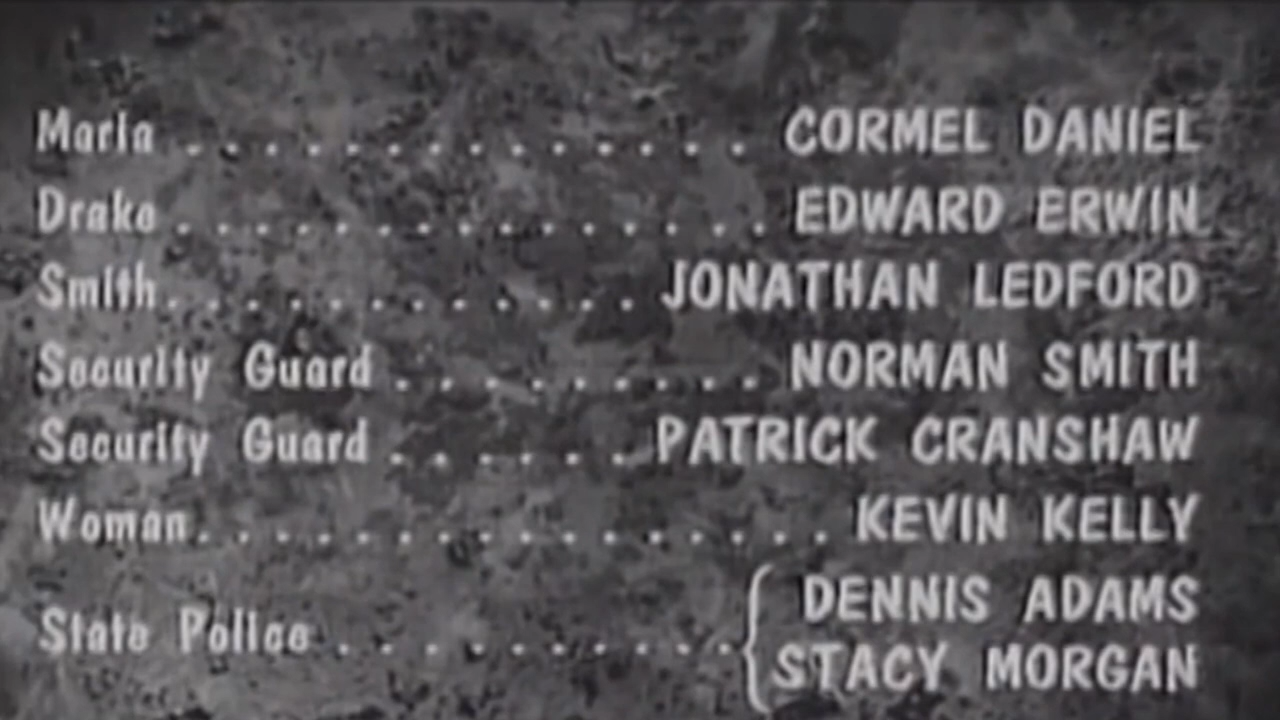 Maria .............. CORMEL DANIEL
Drake ............... EDWARD ERWIN
Smith ............ JONATHAN LEDFORD
Security Guard ......... NORMAN SMITH
Security Guard ...... PATRICK CRANSHAW
Woman ................ KEVIN KELLY
DENNIS ADAMS
State Police ..........{
STACY MORGAN